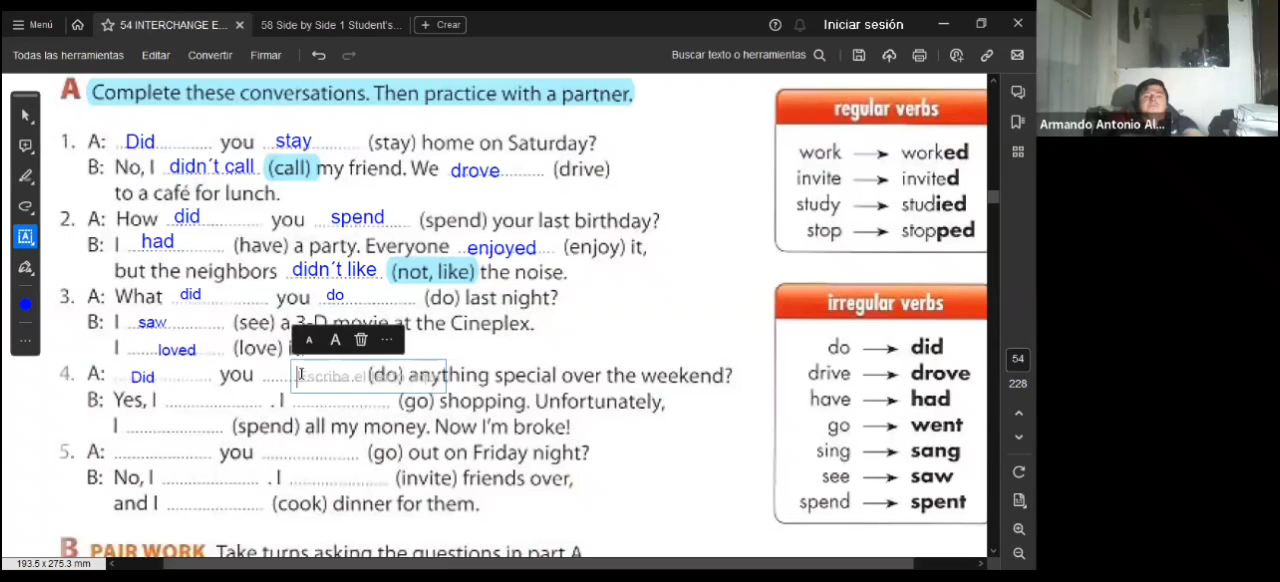 Menú 54 INTERCHANGE E... 58 Side by Side 1 Student's... + Crear Iniciar sesión
Todas las herramientas Editar Convertir Firmar Buscar texto o herramientas
A Complete these conversations. Then practice with a partner.
1. A: Did you stay (stay) home on Saturday?
B: No, I didn´t call (call) my friend. We drove (drive)
to a café for lunch.
2. A: How did you spend (spend) your last birthday?
B: I had (have) a party. Everyone enjoyed (enjoy) it,
but the neighbors didn´t like (not, like) the noise.
3. A: What did you do (do) last night?
B: I saw (see) a 3-D movie at the Cineplex.
I loved (love)
A A ...
4. A: Did you (do) anything special over the weekend?
B: Yes, I . I (go) shopping. Unfortunately,
I (spend) all my money. Now I'm broke!
5. A: you (go) out on Friday night?
B: No, I . I (invite) friends over,
and I (cook) dinner for them.
B PAIR WORK Take turns asking the questions in part A.
193.5 x 275.3 mm
regular verbs
work → worked
invite → invited
study → studied
stop → stopped
irregular verbs
do → did
drive → drove
have → had
go → went
sing → sang
see → saw
spend → spent
54
228
Armando Antonio Al...